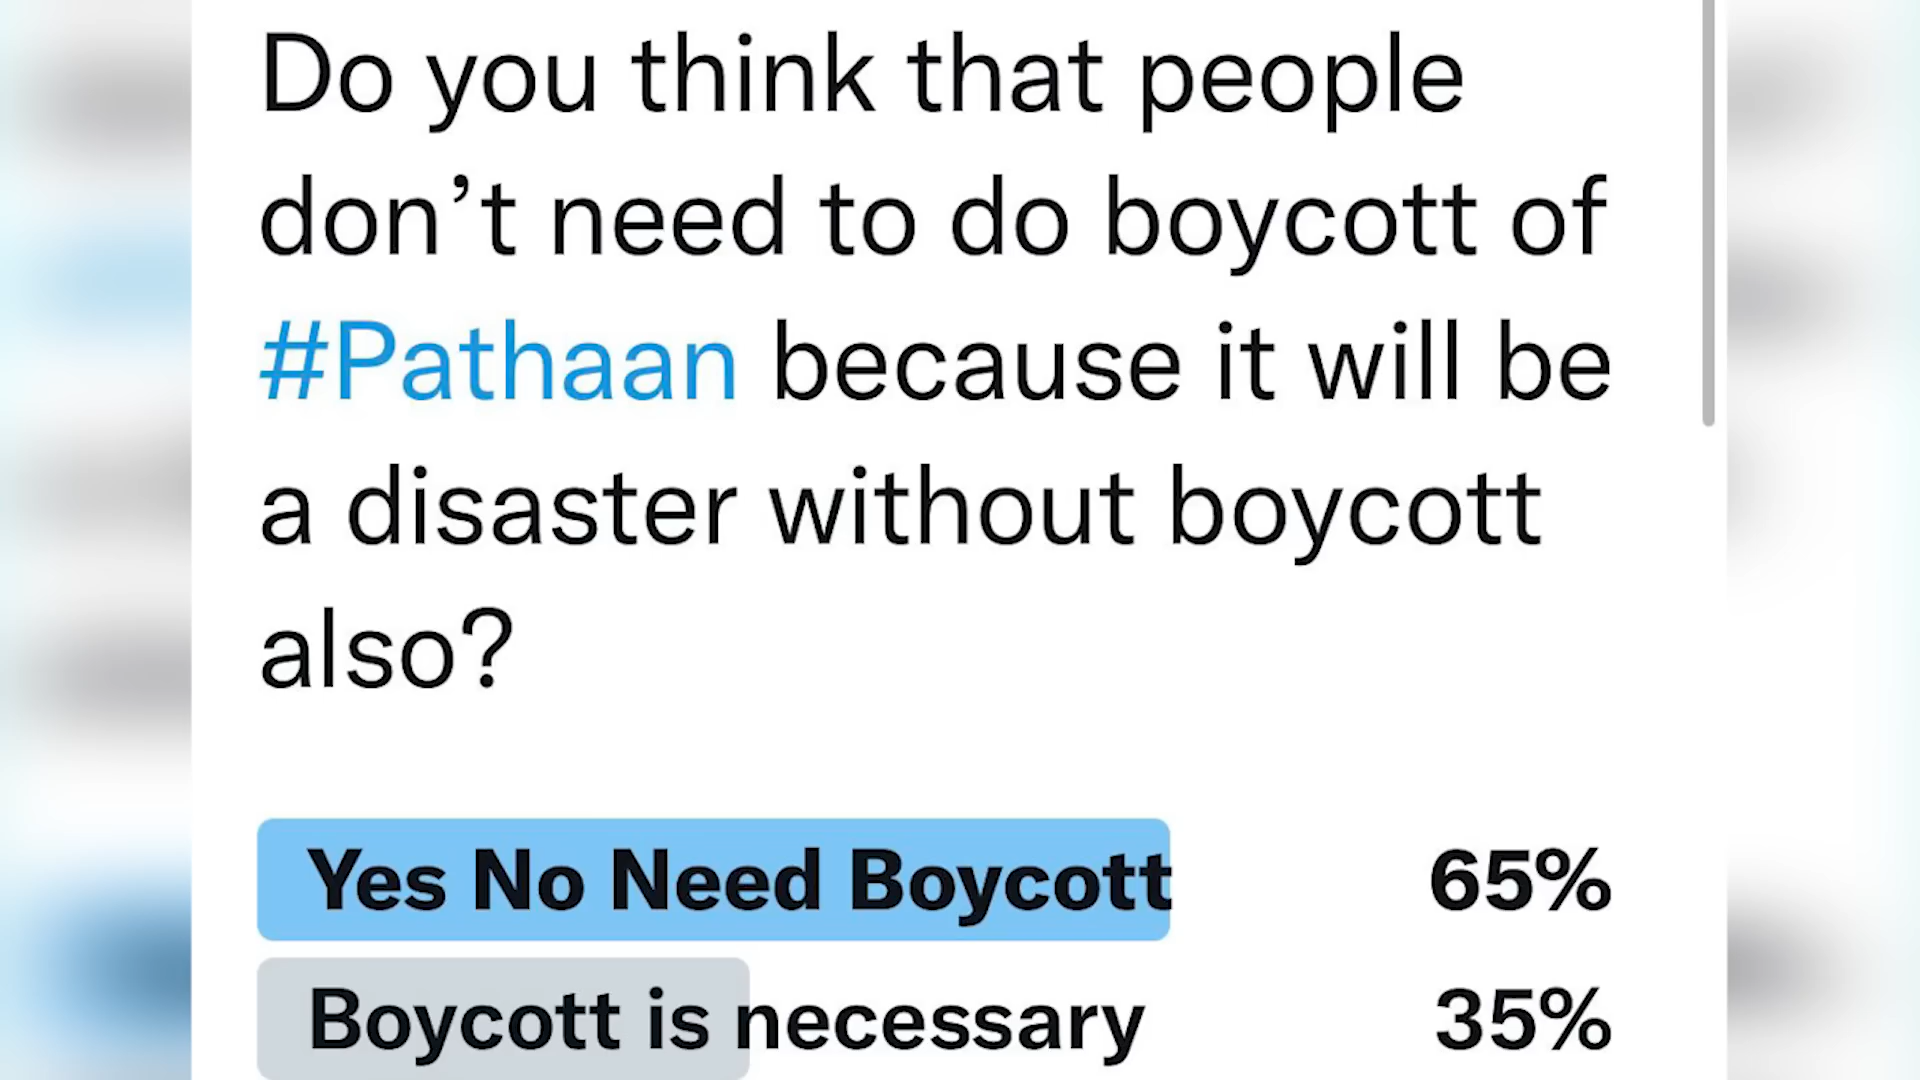 Do you think that people
don’t need to do boycott of
#Pathaan because it will be
a disaster without boycott
also?
Yes No Need Boycott 65%
Boycott is necessary 35%